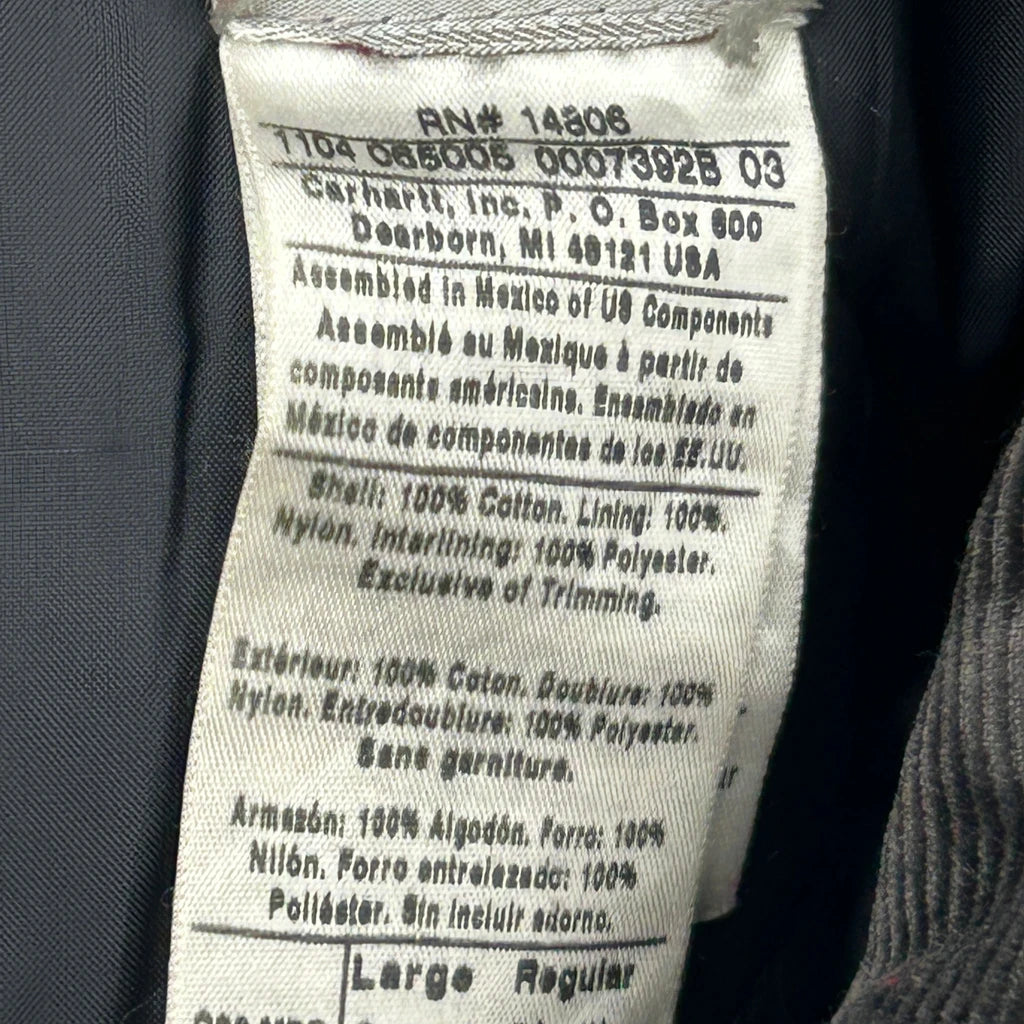 RN# 14806
1104 065005 0007392B 03
Carhartt, Inc. P. O. Box 600
Dearborn, MI 48121 USA
Assembled in Mexico of US Components
Assemblé au Mexique à partir de
composants américains. Ensamblado en
México de componentes de los EE.UU.
Shell: 100% Cotton. Lining: 100%
Nylon. Interlining: 100% Polyester.
Exclusive of Trimming.
Extérieur: 100% Coton. Doublure: 100%
Nylon. Entredoublure: 100% Polyester.
Sans garniture.
Armazón: 100% Algodón. Forro: 100%
Nilón. Forro entrelazado: 100%
Poliéster. Sin incluir adorno.
Large Regular